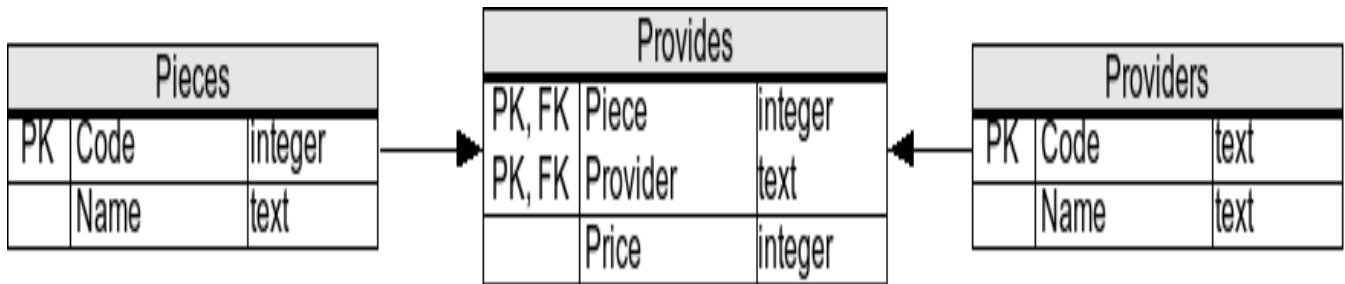 Pieces
PK Code integer
Name text
Provides
PK, FK Piece integer
PK, FK Provider text
Price integer
Providers
PK Code text
Name text